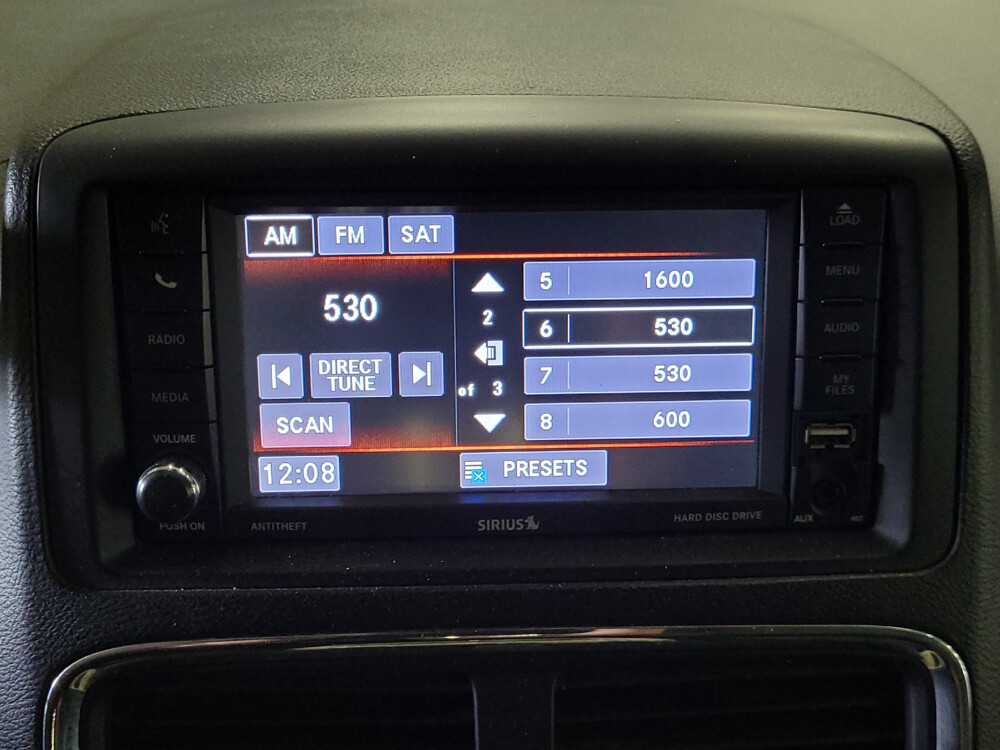 LOAD
MENU
AUDIO
MY
FILES
RADIO
MEDIA
VOLUME
PUSH ON
AM FM SAT
530
DIRECT
TUNE
SCAN
12:08
2
of 3
5 1600
6 530
7 530
8 600
PRESETS
ANTITHEFT
SIRIUS
HARD DISC DRIVE
AUX